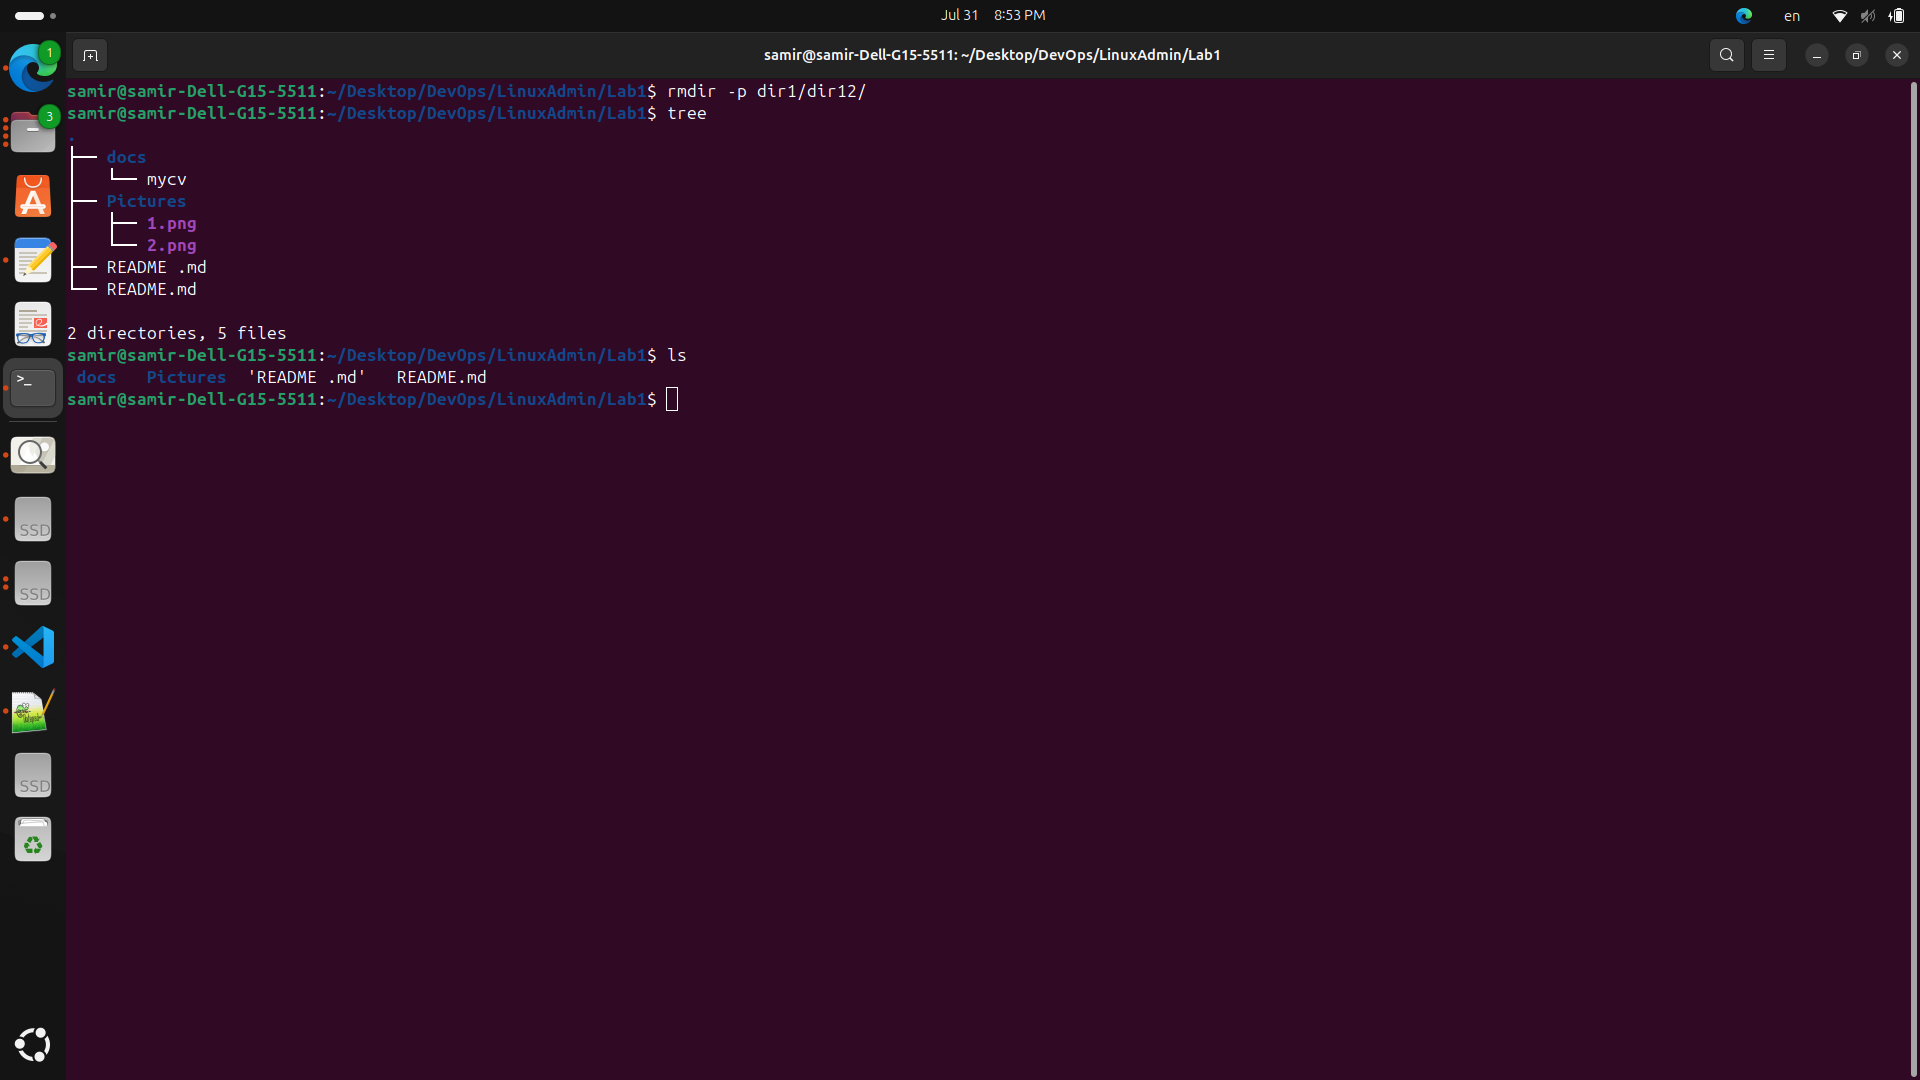 Jul 31 8:53 PM
en
samir@samir-Dell-G15-5511: ~/Desktop/DevOps/LinuxAdmin/Lab1
1
3
samir@samir-Dell-G15-5511:~/Desktop/DevOps/LinuxAdmin/Lab1$ rmdir -p dir1/dir12/
samir@samir-Dell-G15-5511:~/Desktop/DevOps/LinuxAdmin/Lab1$ tree
.
├── docs
│   └── mycv
├── Pictures
│   ├── 1.png
│   └── 2.png
├── README .md
└── README.md
2 directories, 5 files
samir@samir-Dell-G15-5511:~/Desktop/DevOps/LinuxAdmin/Lab1$ ls
docs   Pictures  'README .md'   README.md
samir@samir-Dell-G15-5511:~/Desktop/DevOps/LinuxAdmin/Lab1$
>_
SSD
SSD
SSD